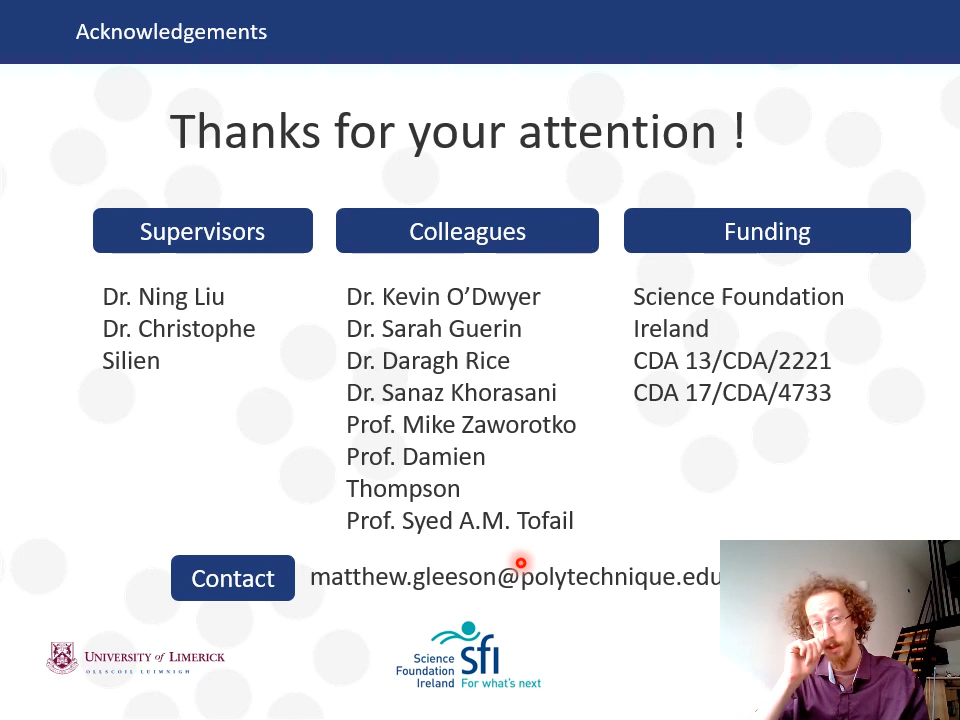 Acknowledgements
Thanks for your attention !
Supervisors
Dr. Ning Liu
Dr. Christophe
Silien
Colleagues
Dr. Kevin O’Dwyer
Dr. Sarah Guerin
Dr. Daragh Rice
Dr. Sanaz Khorasani
Prof. Mike Zaworotko
Prof. Damien
Thompson
Prof. Syed A.M. Tofail
Funding
Science Foundation
Ireland
CDA 13/CDA/2221
CDA 17/CDA/4733
Contact
matthew.gleeson@polytechnique.edu
UNIVERSITY of LIMERICK
OLLSCOIL LUIMNIGH
Science
Foundation
Ireland
sfi
For what's next